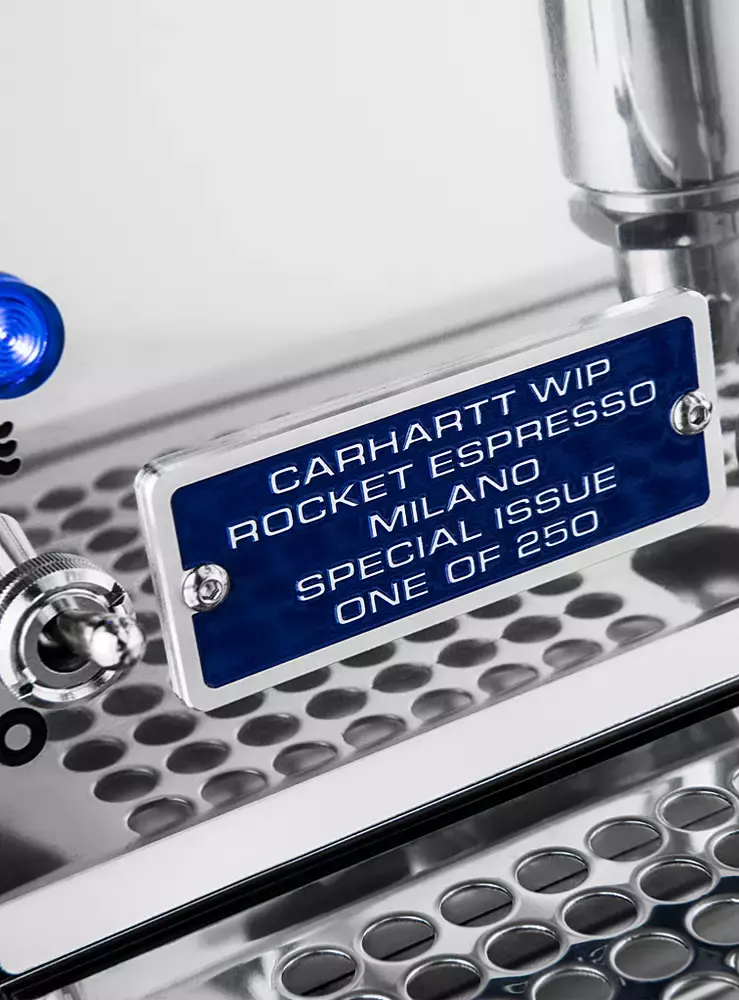 CARHARTT WIP
ROCKET ESPRESSO
MILANO
SPECIAL ISSUE
ONE OF 250
O